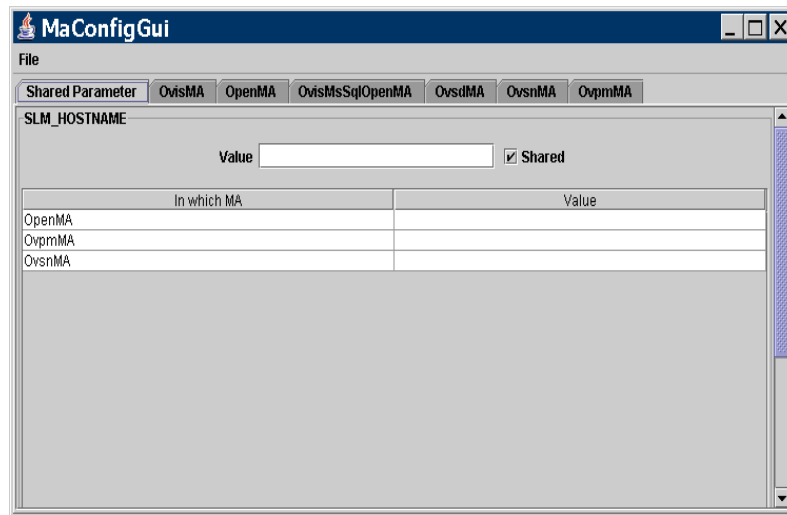 MaConfigGui
File
Shared Parameter OvisMA OpenMA OvisMsSqlOpenMA OvsdMA OvsnMA OvpmMA
SLM_HOSTNAME
Value Shared
In which MA Value
OpenMA
OvpmMA
OvsnMA